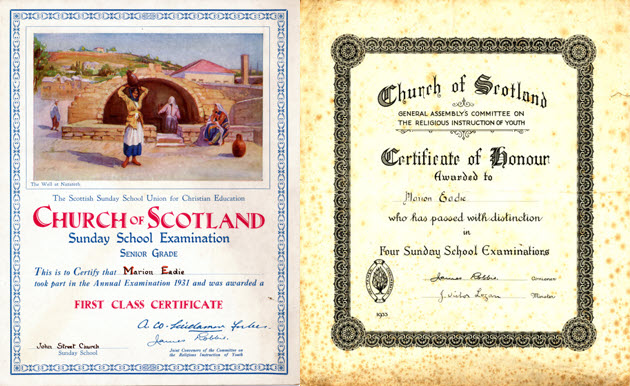 The Well at Nazareth.
The Scottish Sunday School Union for Christian Education
CHURCH OF SCOTLAND
Sunday School Examination
SENIOR GRADE
This is to Certify that Marion Eadie
took part in the Annual Examination 1931 and was awarded a
FIRST CLASS CERTIFICATE
James Robbie.
John Street Church
Sunday School
Joint Conveners of the Committee on
the Religious Instruction of Youth
Church of Scotland
GENERAL ASSEMBLY'S COMMITTEE ON
THE RELIGIOUS INSTRUCTION OF YOUTH
Certificate of Honour
Awarded to
Marion Eadie
who has passed with distinction
in
Four Sunday School Examinations
James Robbie. Convener
J. Victor Logan Minister